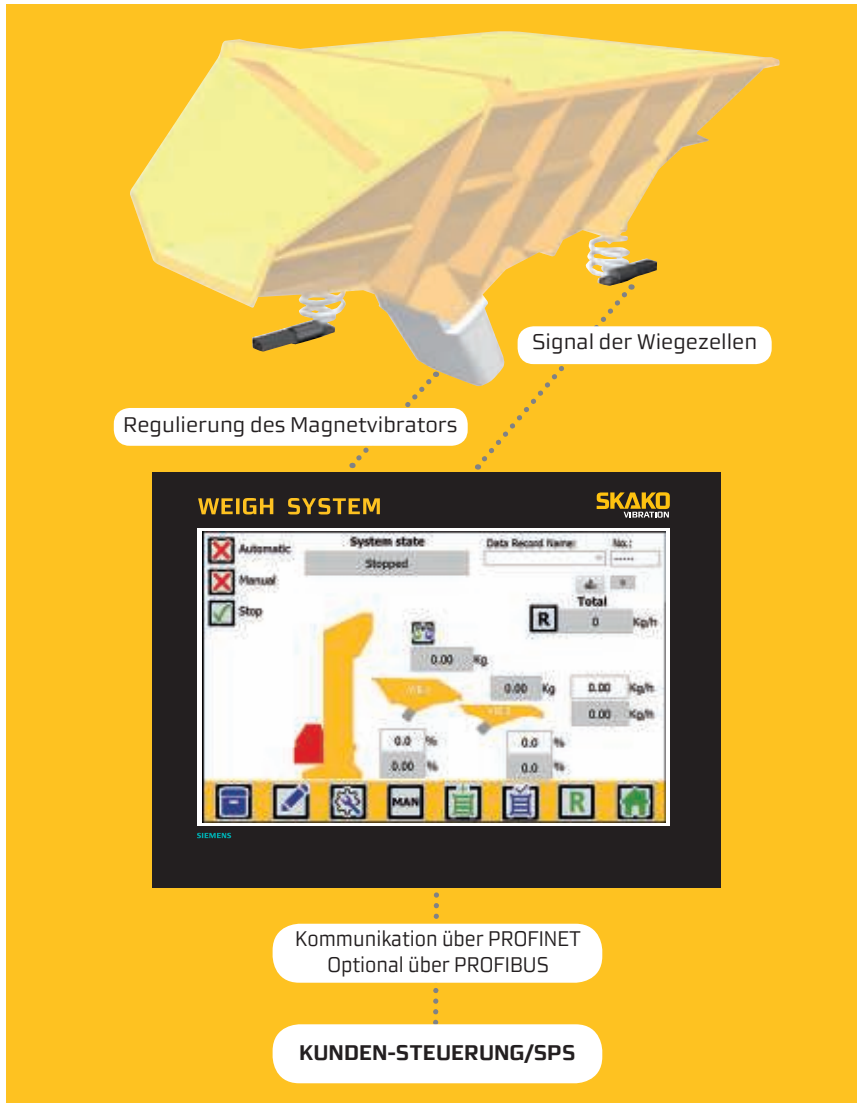 Signal der Wiegezellen
Regulierung des Magnetvibrators
WEIGH SYSTEM
SKAKO
VIBRATION
Automatic
System state
Data Record Name:
No.:
Stopped
-----
Manual
Stop
Total
R
0
Kg/h
0.00
Kg
0.00
Kg
0.00
Kg/h
0.00
Kg/h
0.0
%
0.0
%
0.00
%
0.0
%
MAN
R
SIEMENS
Kommunikation über PROFINET
Optional über PROFIBUS
KUNDEN-STEUERUNG/SPS